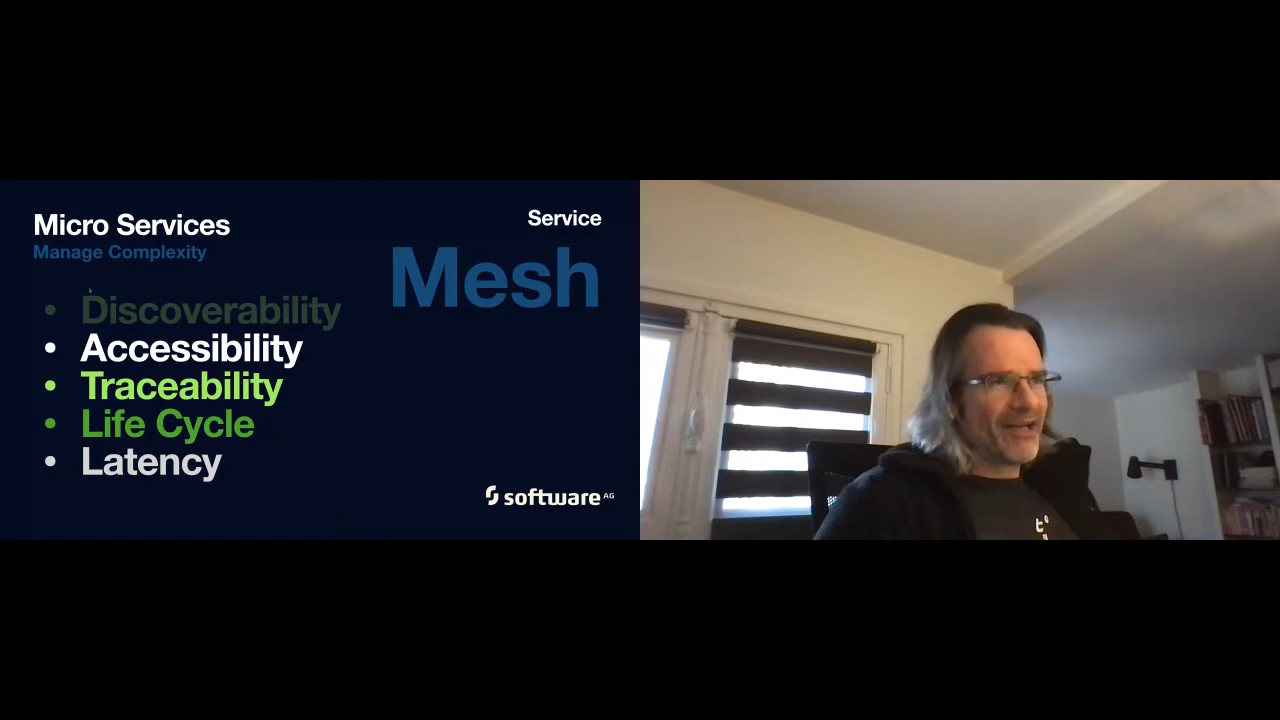 Micro Services
Manage Complexity
Service
Mesh
• Discoverability
• Accessibility
• Traceability
• Life Cycle
• Latency
software AG